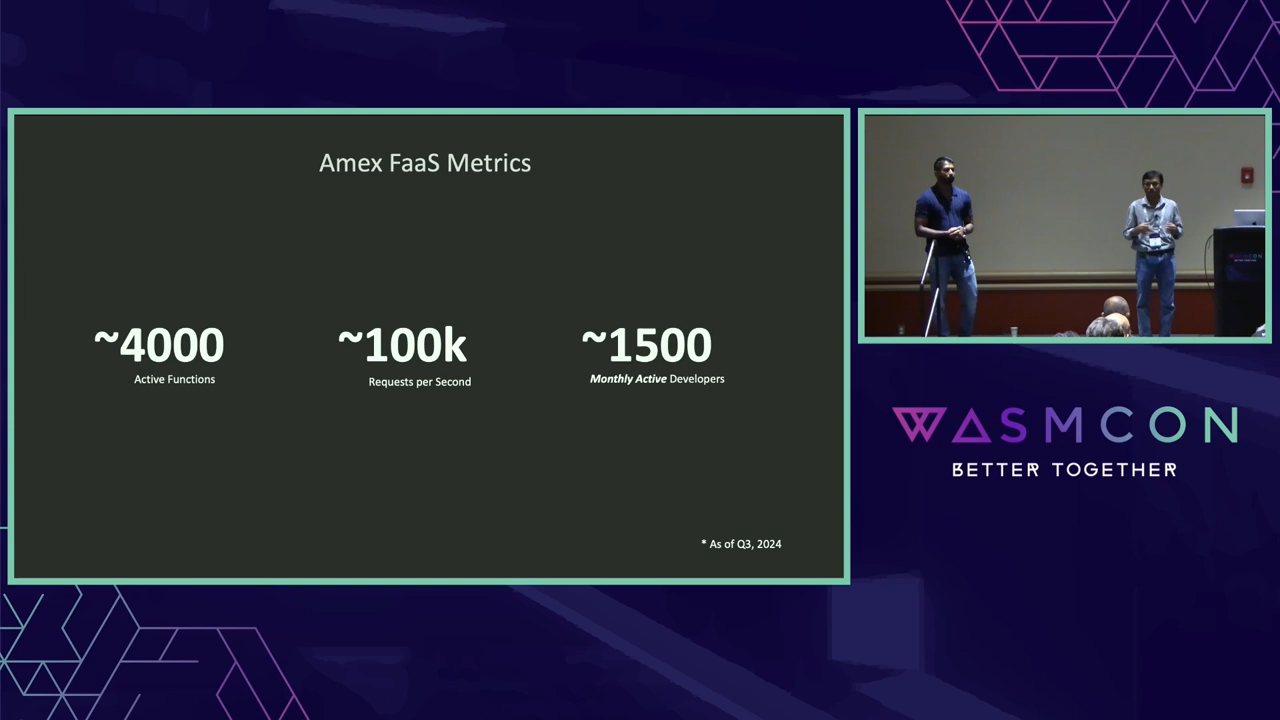 Amex FaaS Metrics
~4000
Active Functions
~100k
Requests per Second
~1500
Monthly Active Developers
* As of Q3, 2024
WASMCON
BETTER TOGETHER
WASMCON